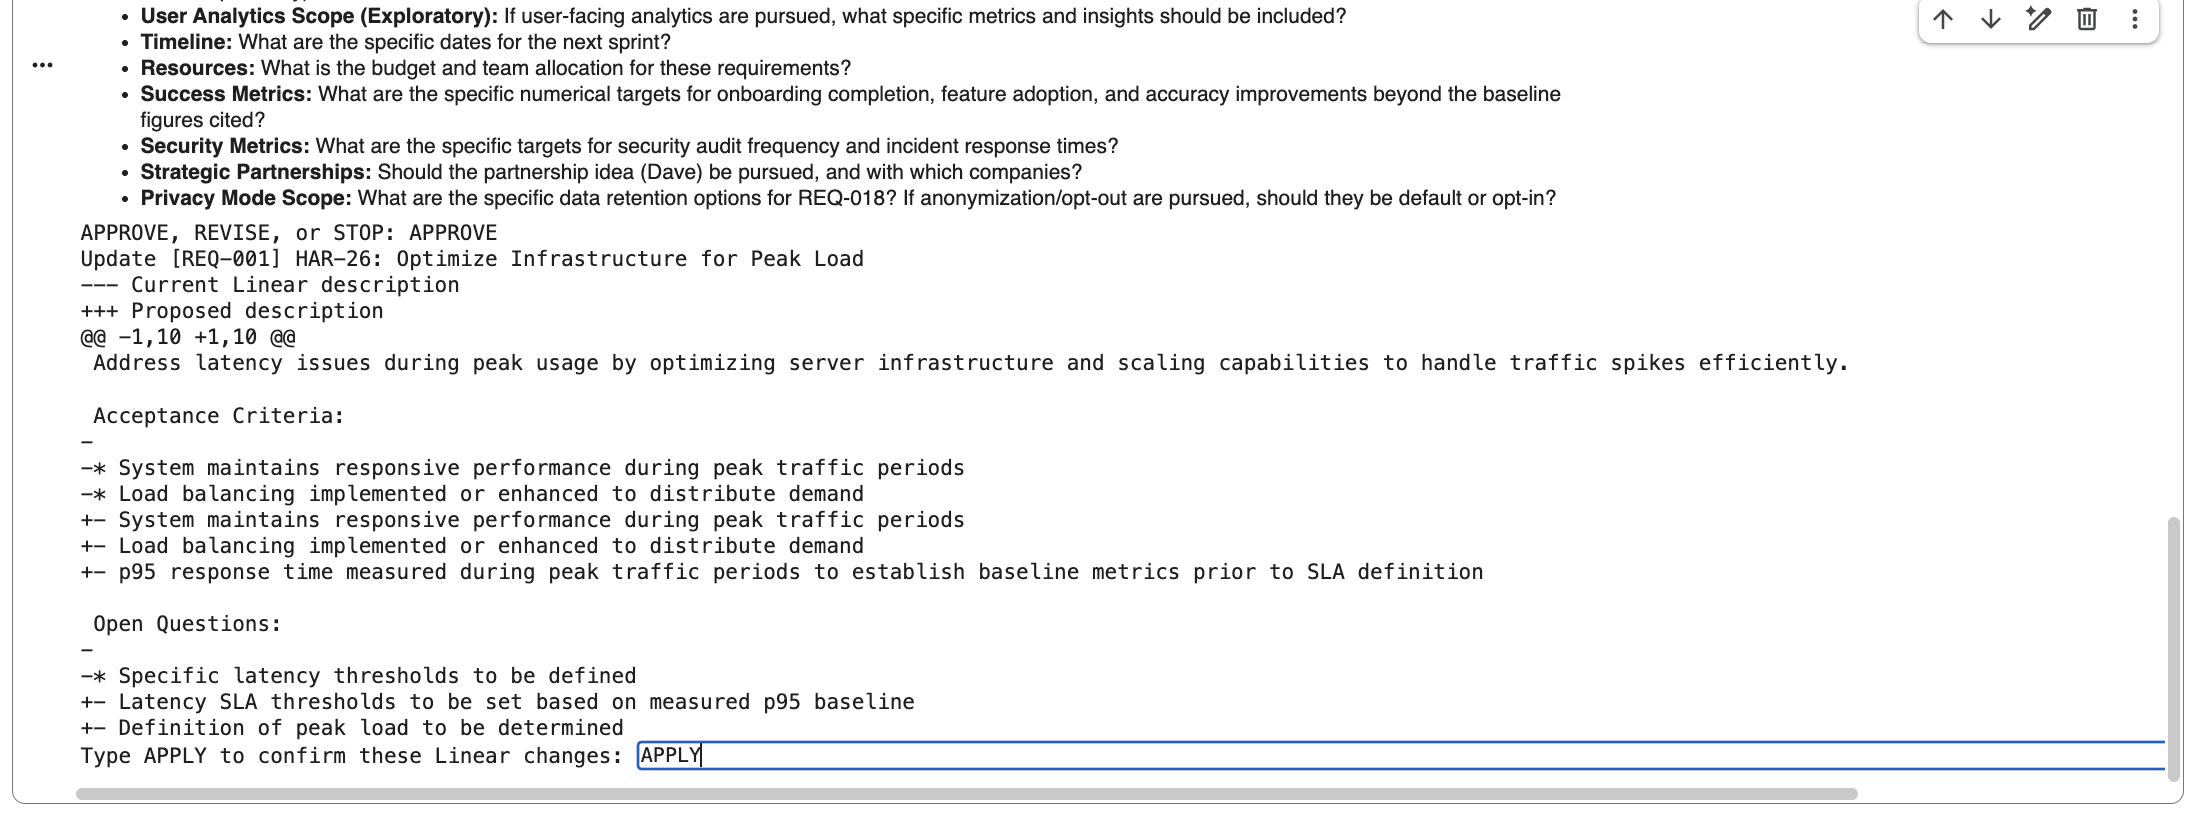 • User Analytics Scope (Exploratory): If user-facing analytics are pursued, what specific metrics and insights should be included?
• Timeline: What are the specific dates for the next sprint?
• Resources: What is the budget and team allocation for these requirements?
• Success Metrics: What are the specific numerical targets for onboarding completion, feature adoption, and accuracy improvements beyond the baseline
figures cited?
• Security Metrics: What are the specific targets for security audit frequency and incident response times?
• Strategic Partnerships: Should the partnership idea (Dave) be pursued, and with which companies?
• Privacy Mode Scope: What are the specific data retention options for REQ-018? If anonymization/opt-out are pursued, should they be default or opt-in?
APPROVE, REVISE, or STOP: APPROVE
Update [REQ-001] HAR-26: Optimize Infrastructure for Peak Load
--- Current Linear description
+++ Proposed description
@@ -1,10 +1,10 @@
 Address latency issues during peak usage by optimizing server infrastructure and scaling capabilities to handle traffic spikes efficiently.

 Acceptance Criteria:
-
-* System maintains responsive performance during peak traffic periods
-* Load balancing implemented or enhanced to distribute demand
+- System maintains responsive performance during peak traffic periods
+- Load balancing implemented or enhanced to distribute demand
+- p95 response time measured during peak traffic periods to establish baseline metrics prior to SLA definition

 Open Questions:
-
-* Specific latency thresholds to be defined
+- Latency SLA thresholds to be set based on measured p95 baseline
+- Definition of peak load to be determined
Type APPLY to confirm these Linear changes: APPLY